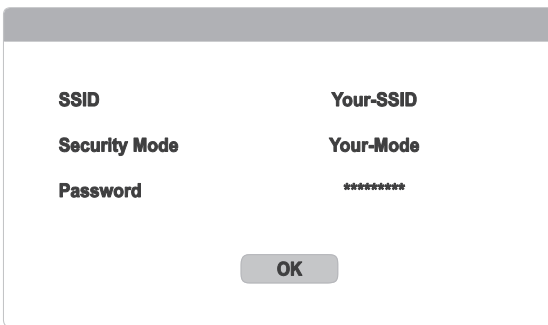 SSID Your-SSID
Security Mode Your-Mode
Password *********
OK